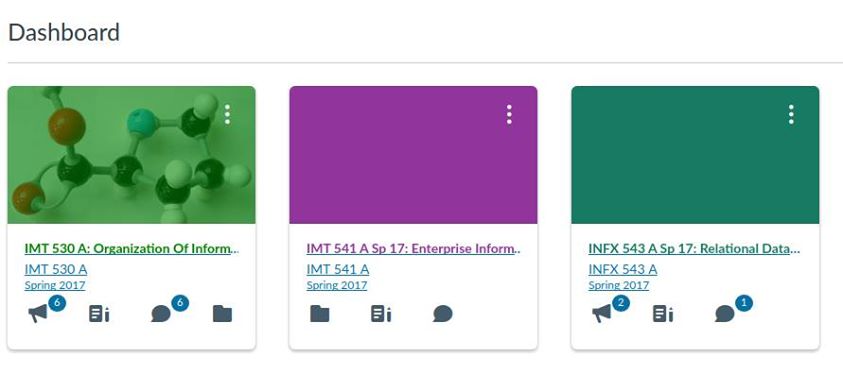 Dashboard
IMT 530 A: Organization Of Inform...
IMT 530 A
Spring 2017
6
6
IMT 541 A Sp 17: Enterprise Inform...
IMT 541 A
Spring 2017
INFX 543 A Sp 17: Relational Data...
INFX 543 A
Spring 2017
2
1